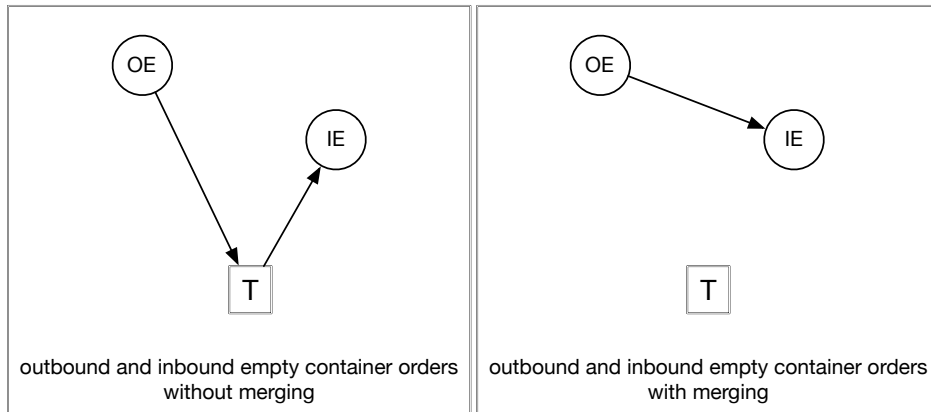 OE
IE
T
outbound and inbound empty container orders
without merging
OE
IE
T
outbound and inbound empty container orders
with merging